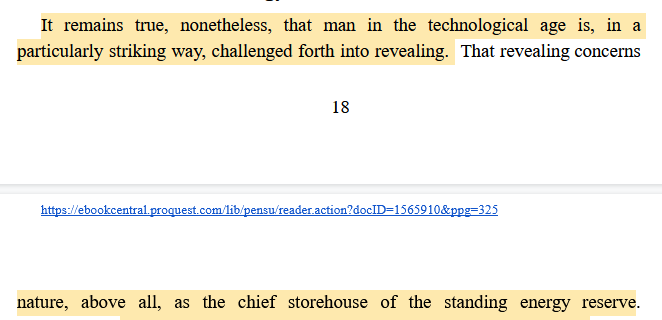 It remains true, nonetheless, that man in the technological age is, in a
particularly striking way, challenged forth into revealing. That revealing concerns
18
https://ebookcentral.proquest.com/lib/pensu/reader.action?docID=1565910&ppg=325
nature, above all, as the chief storehouse of the standing energy reserve.